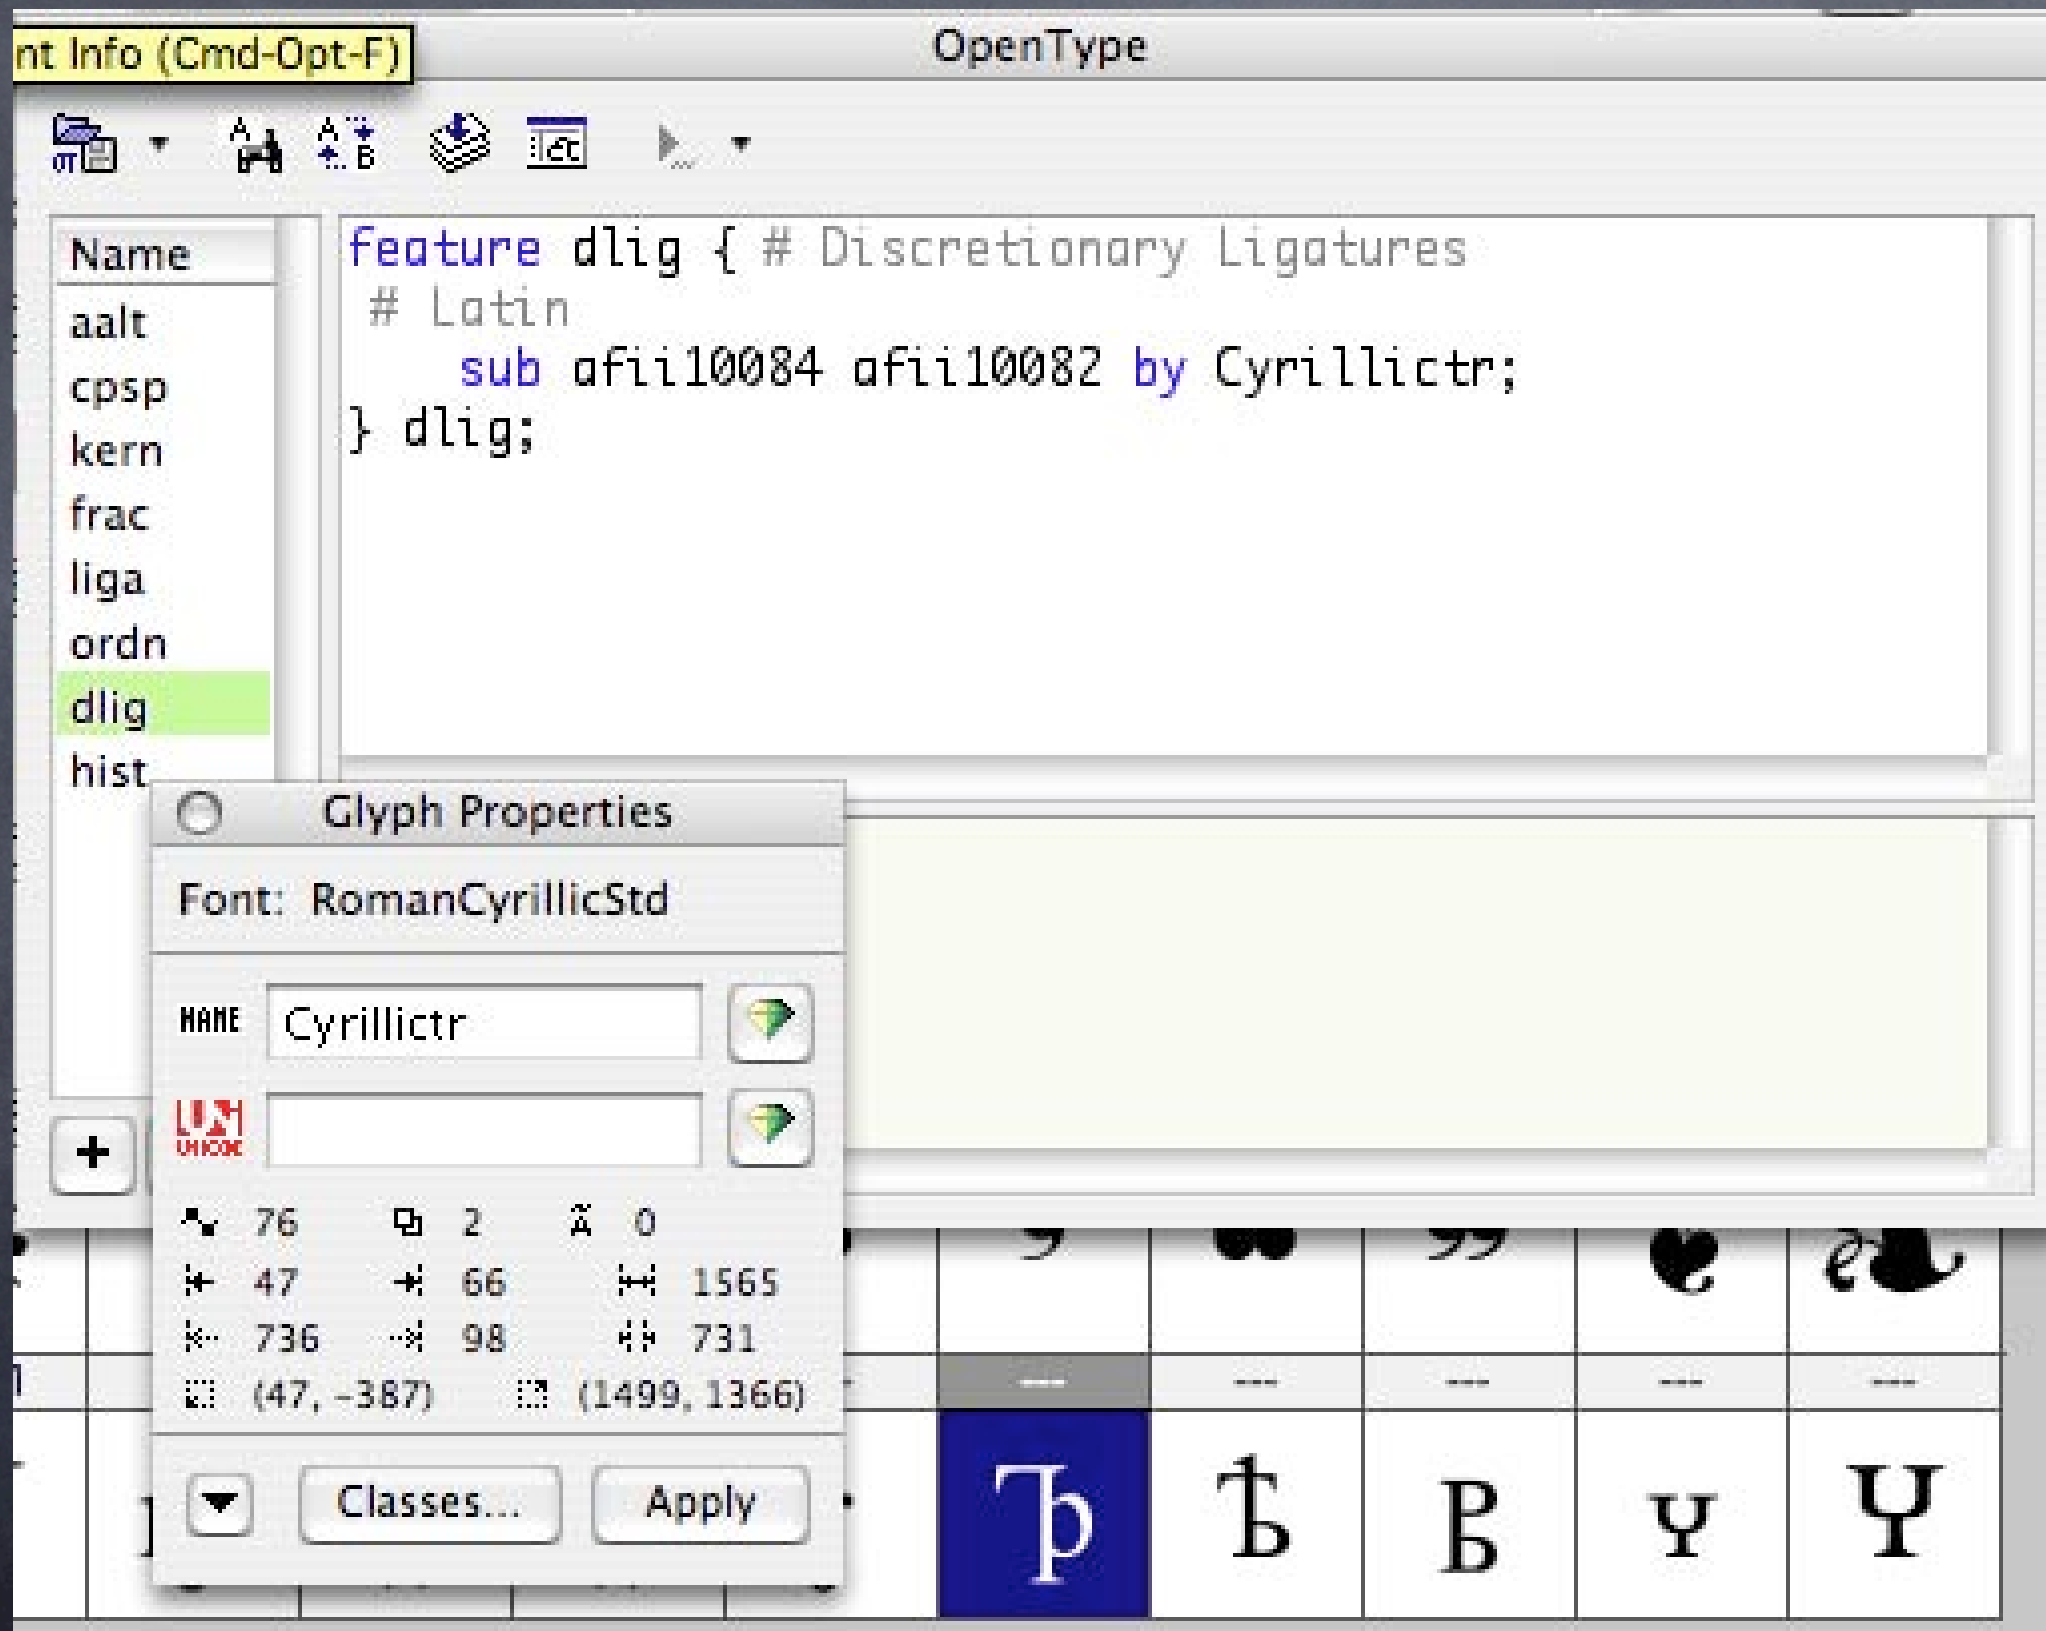 nt Info (Cmd-Opt-F)
OpenType
Name
aalt
cpsp
kern
frac
liga
ordn
dlig
hist
feature dlig { # Discretionary Ligatures
# Latin
sub afii10084 afii10082 by Cyrillictr;
} dlig;
Glyph Properties
Font: RomanCyrillicStd
NAME Cyrillictr
UNICODE
76 2 0
47 66 1565
736 98 731
(47, -387) (1499, 1366)
Classes... Apply
+
--- --- --- --- ---